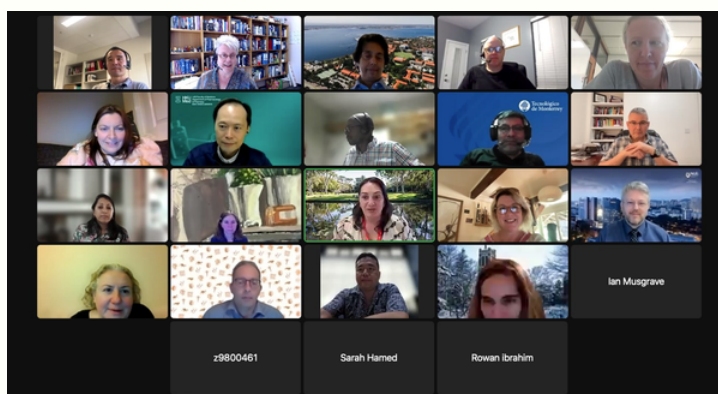 Tecnológico
de Monterrey
Ian Musgrave
z9800461
Sarah Hamed
Rowan ibrahim